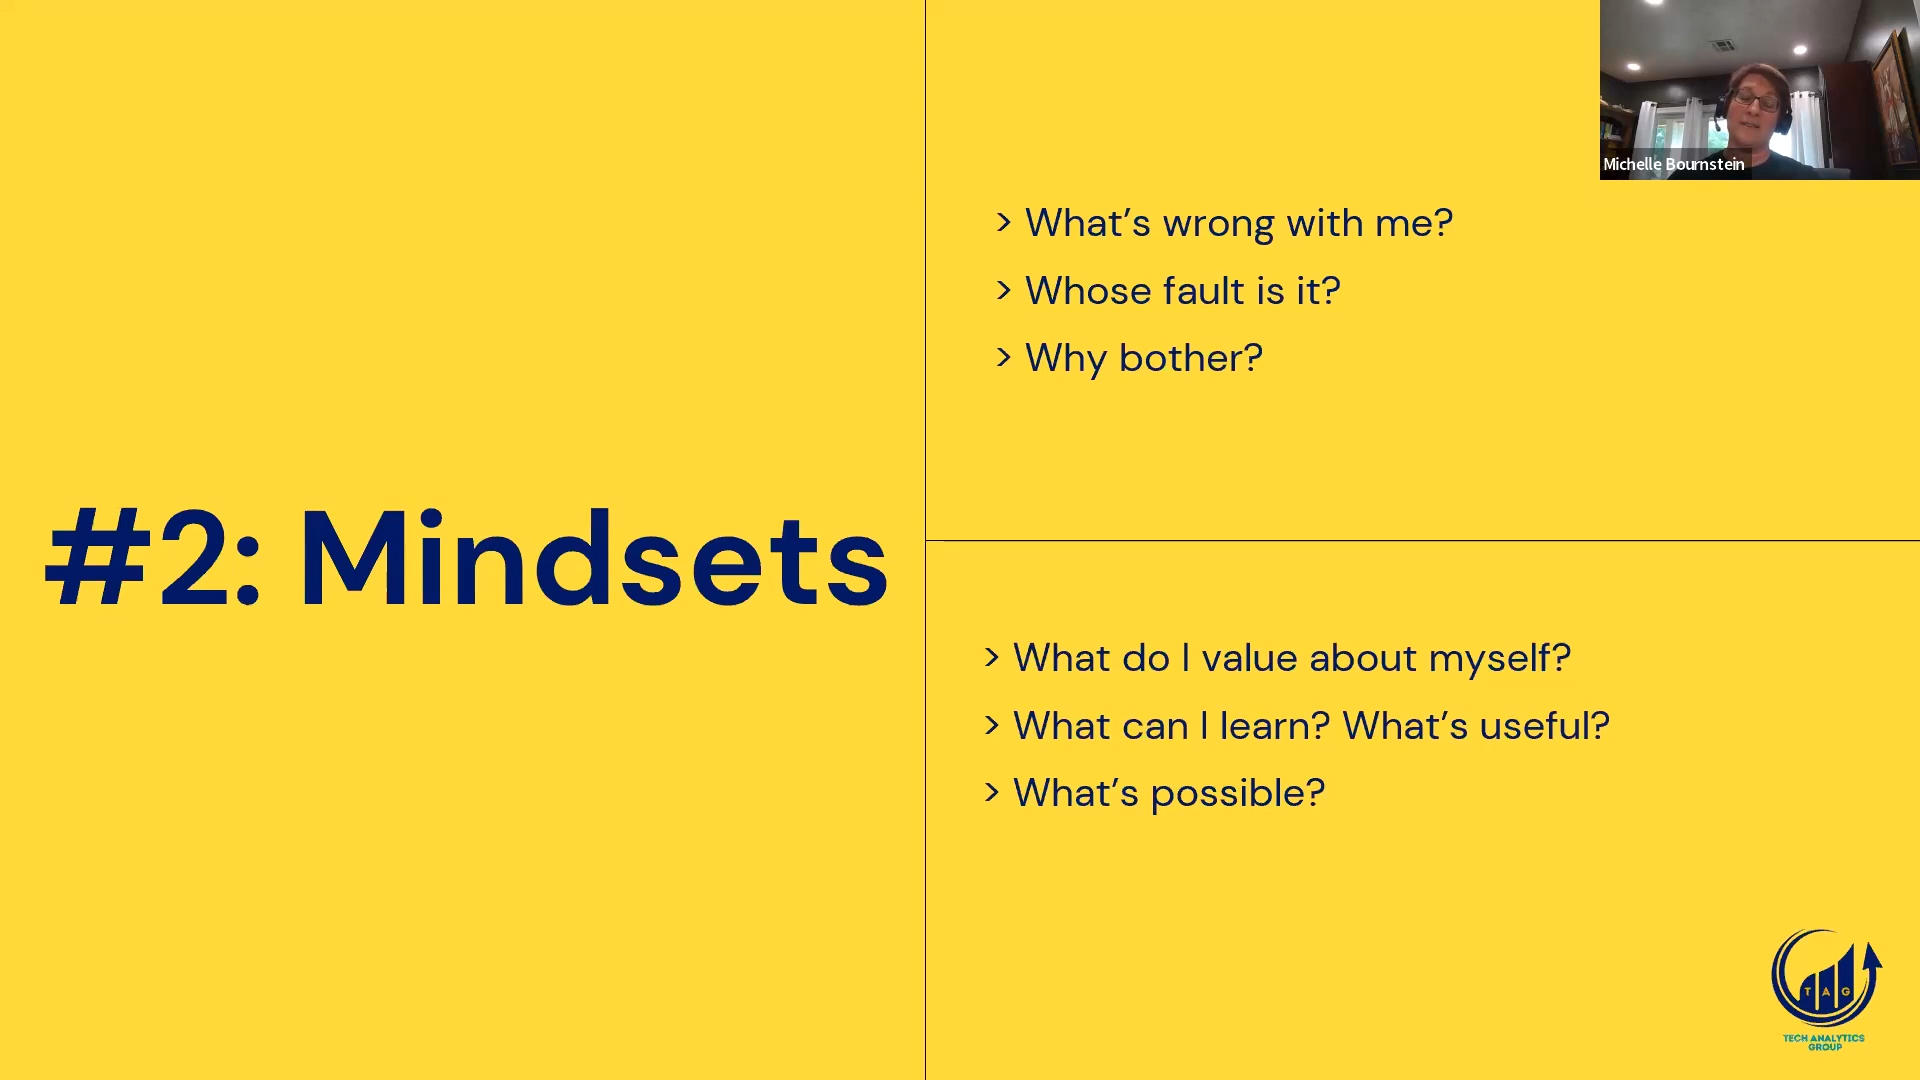 Michelle Bournstein
> What’s wrong with me?
> Whose fault is it?
> Why bother?
#2: Mindsets
> What do I value about myself?
> What can I learn? What’s useful?
> What’s possible?
TAG
TECH ANALYTICS
GROUP